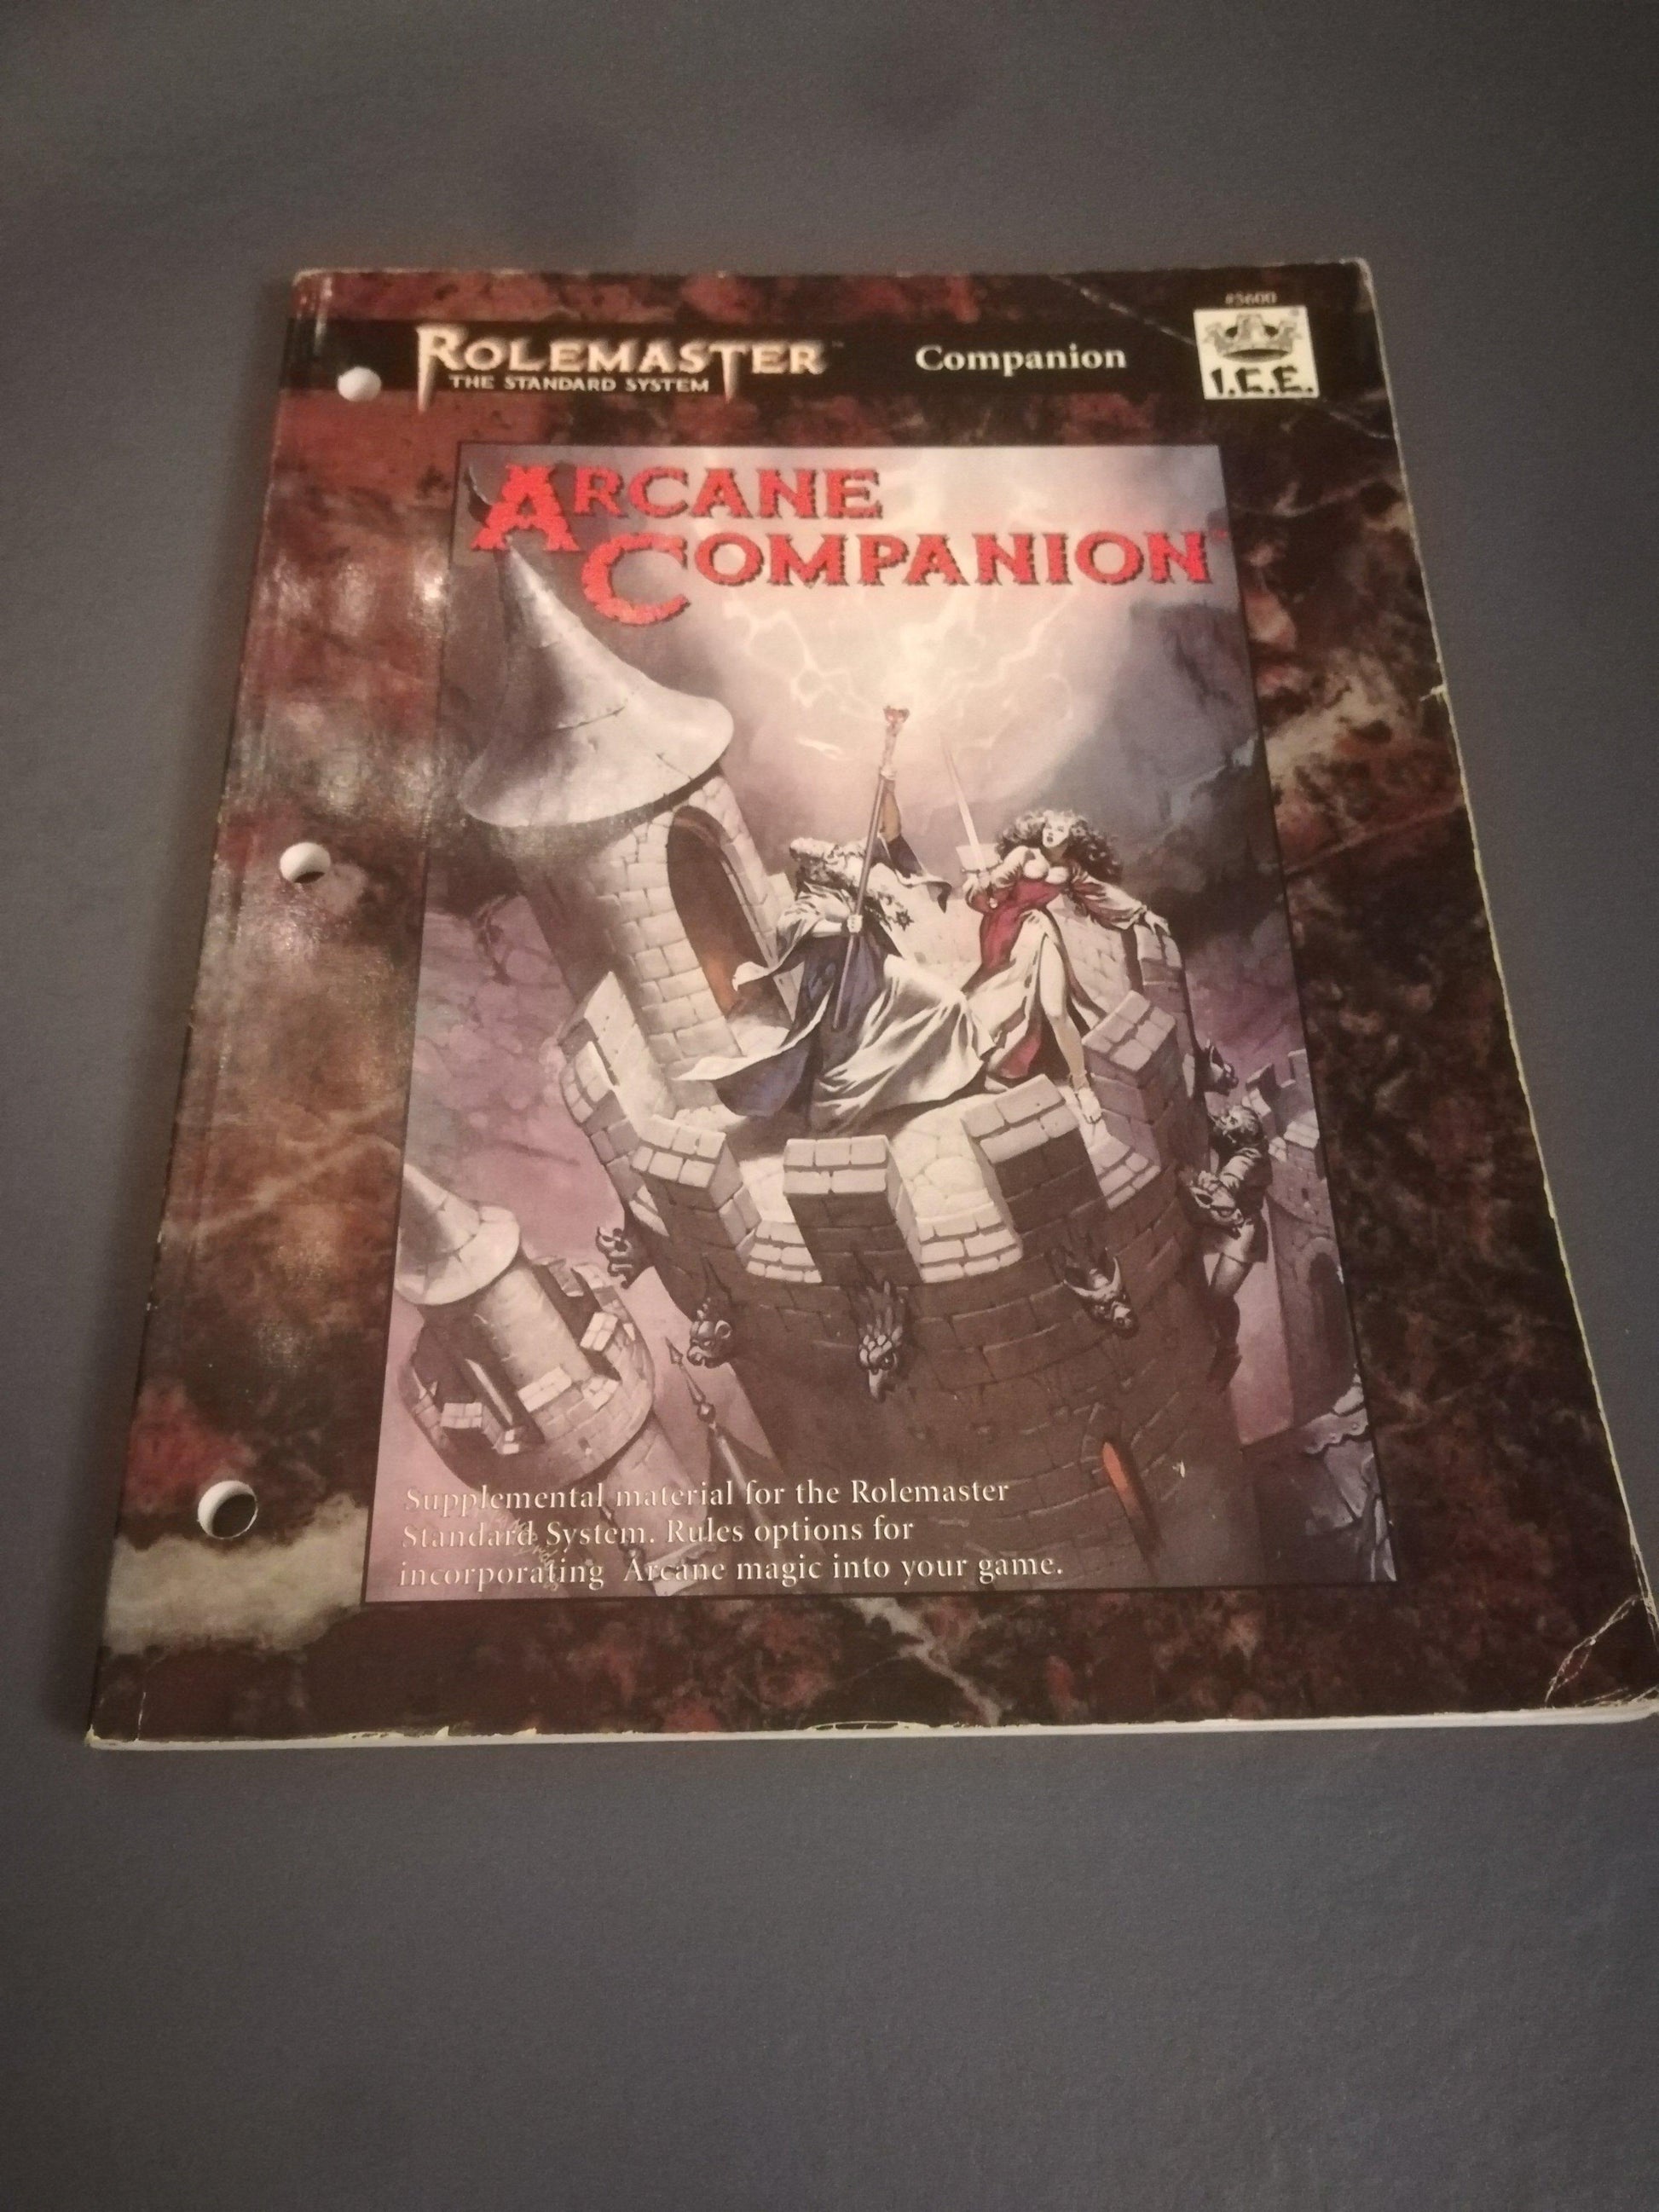 #5600
ROLEMASTER™
THE STANDARD SYSTEM
Companion
I.C.E.
ARCANE
COMPANION
Supplemental material for the Rolemaster
Standard System. Rules options for
incorporating Arcane magic into your game.